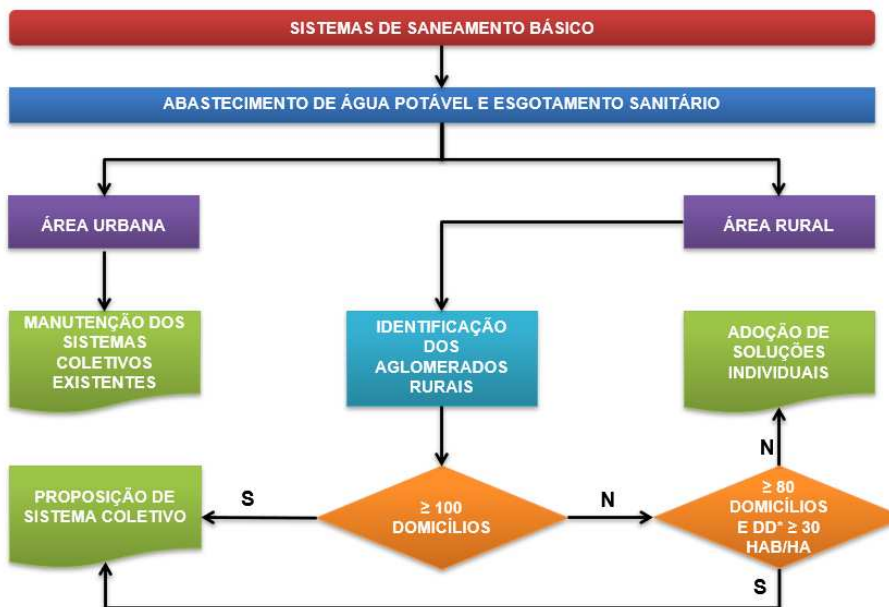 SISTEMAS DE SANEAMENTO BÁSICO
ABASTECIMENTO DE ÁGUA POTÁVEL E ESGOTAMENTO SANITÁRIO
ÁREA URBANA
ÁREA RURAL
MANUTENÇÃO DOS
SISTEMAS
COLETIVOS
EXISTENTES
IDENTIFICAÇÃO
DOS
AGLOMERADOS
RURAIS
ADOÇÃO DE
SOLUÇÕES
INDIVIDUAIS
N
PROPOSIÇÃO DE
SISTEMA COLETIVO
S
≥ 100
DOMICÍLIOS
N
≥ 80
DOMICÍLIOS
E DD* ≥ 30
HAB/HA
S